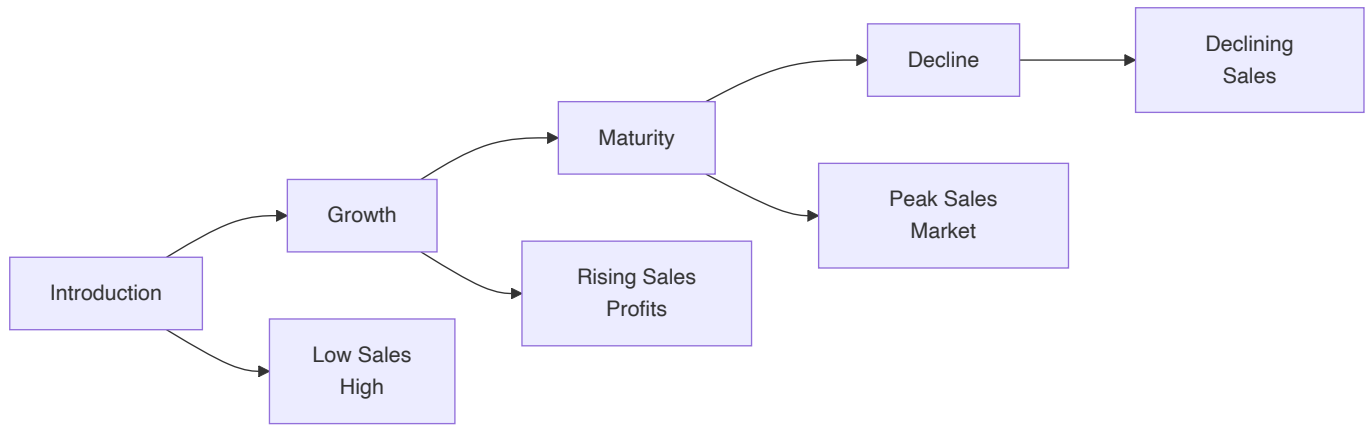 Introduction
Low Sales
High
Growth
Rising Sales
Profits
Maturity
Peak Sales
Market
Decline
Declining
Sales